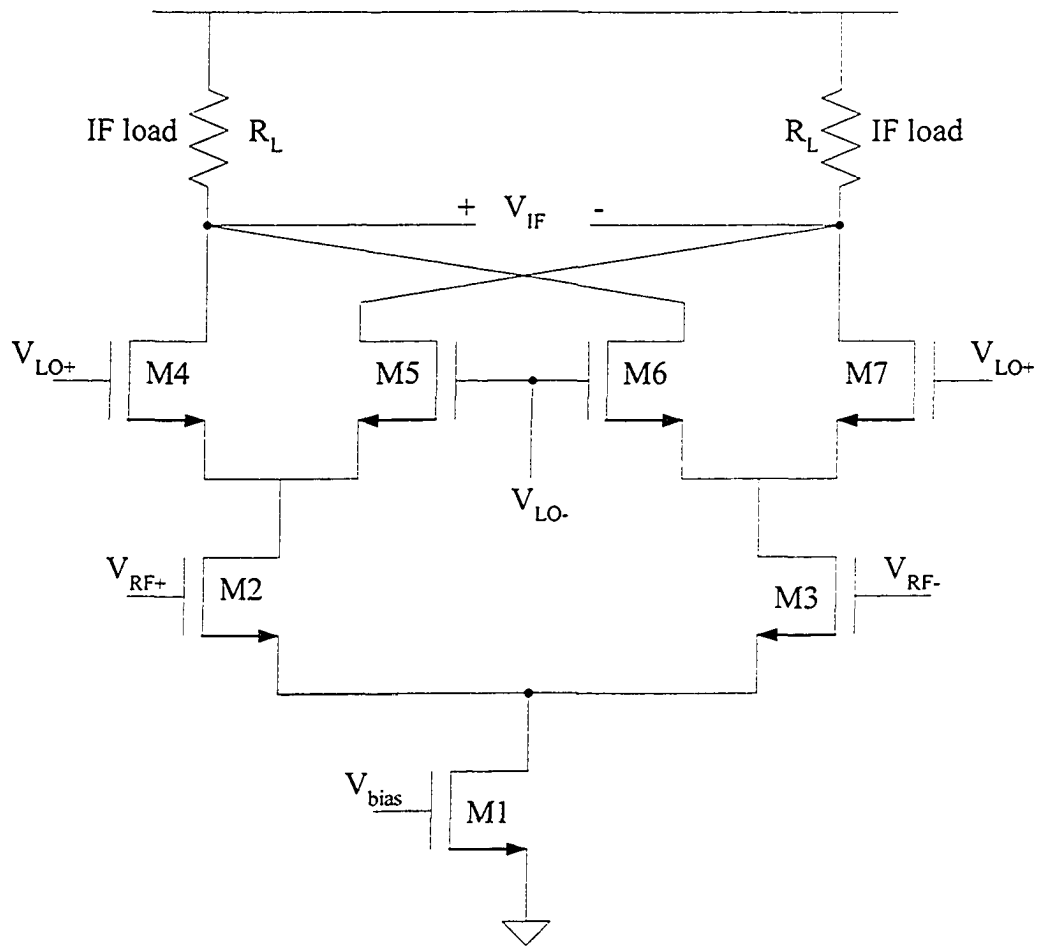 IF load R_L R_L IF load
+ V_IF -
V_LO+ M4 M5 M6 M7 V_LO+
V_LO-
V_RF+ M2 M3 V_RF-
V_bias M1